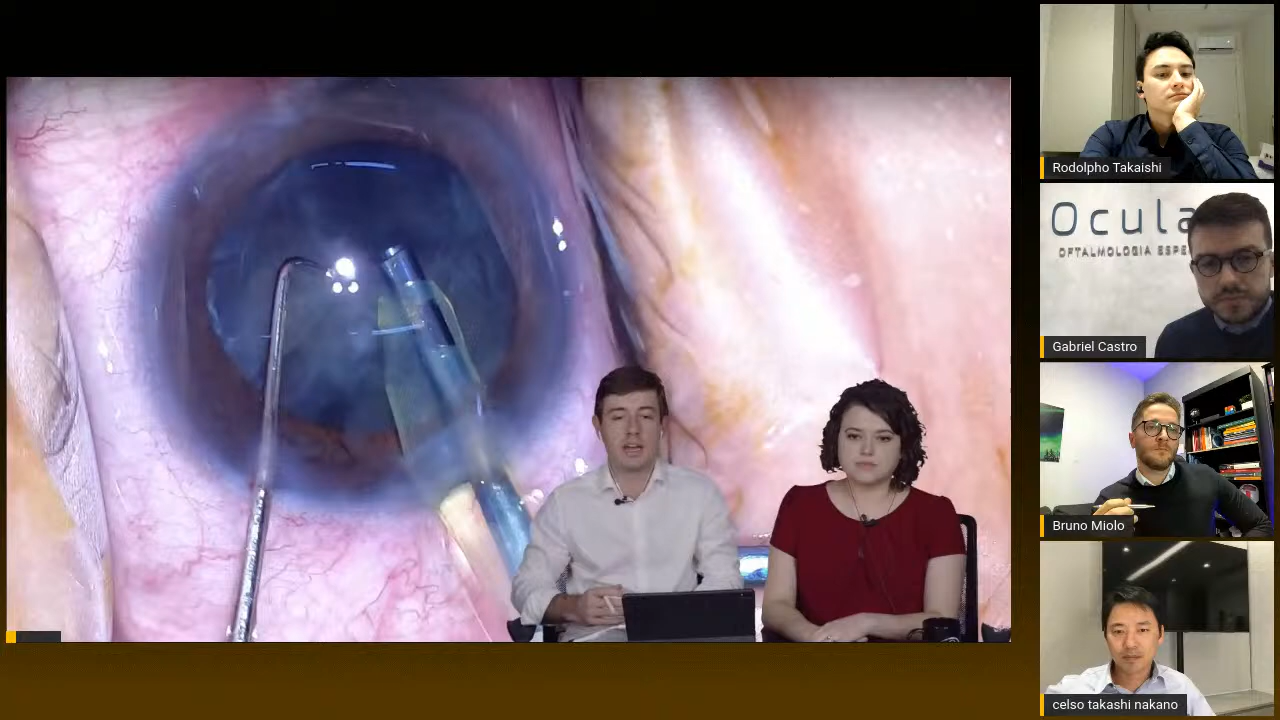 Rodolpho Takaishi
Ocula
OFTALMOLOGIA ESPE
Gabriel Castro
Bruno Miolo
celso takashi nakano